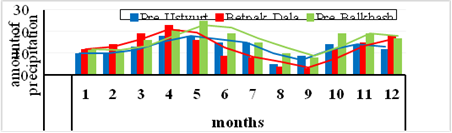 30
Pre Ustyurt Betpak Dala Pre Balkhash
20
10
0
amount of
precipitation
1 2 3 4 5 6 7 8 9 10 11 12
months